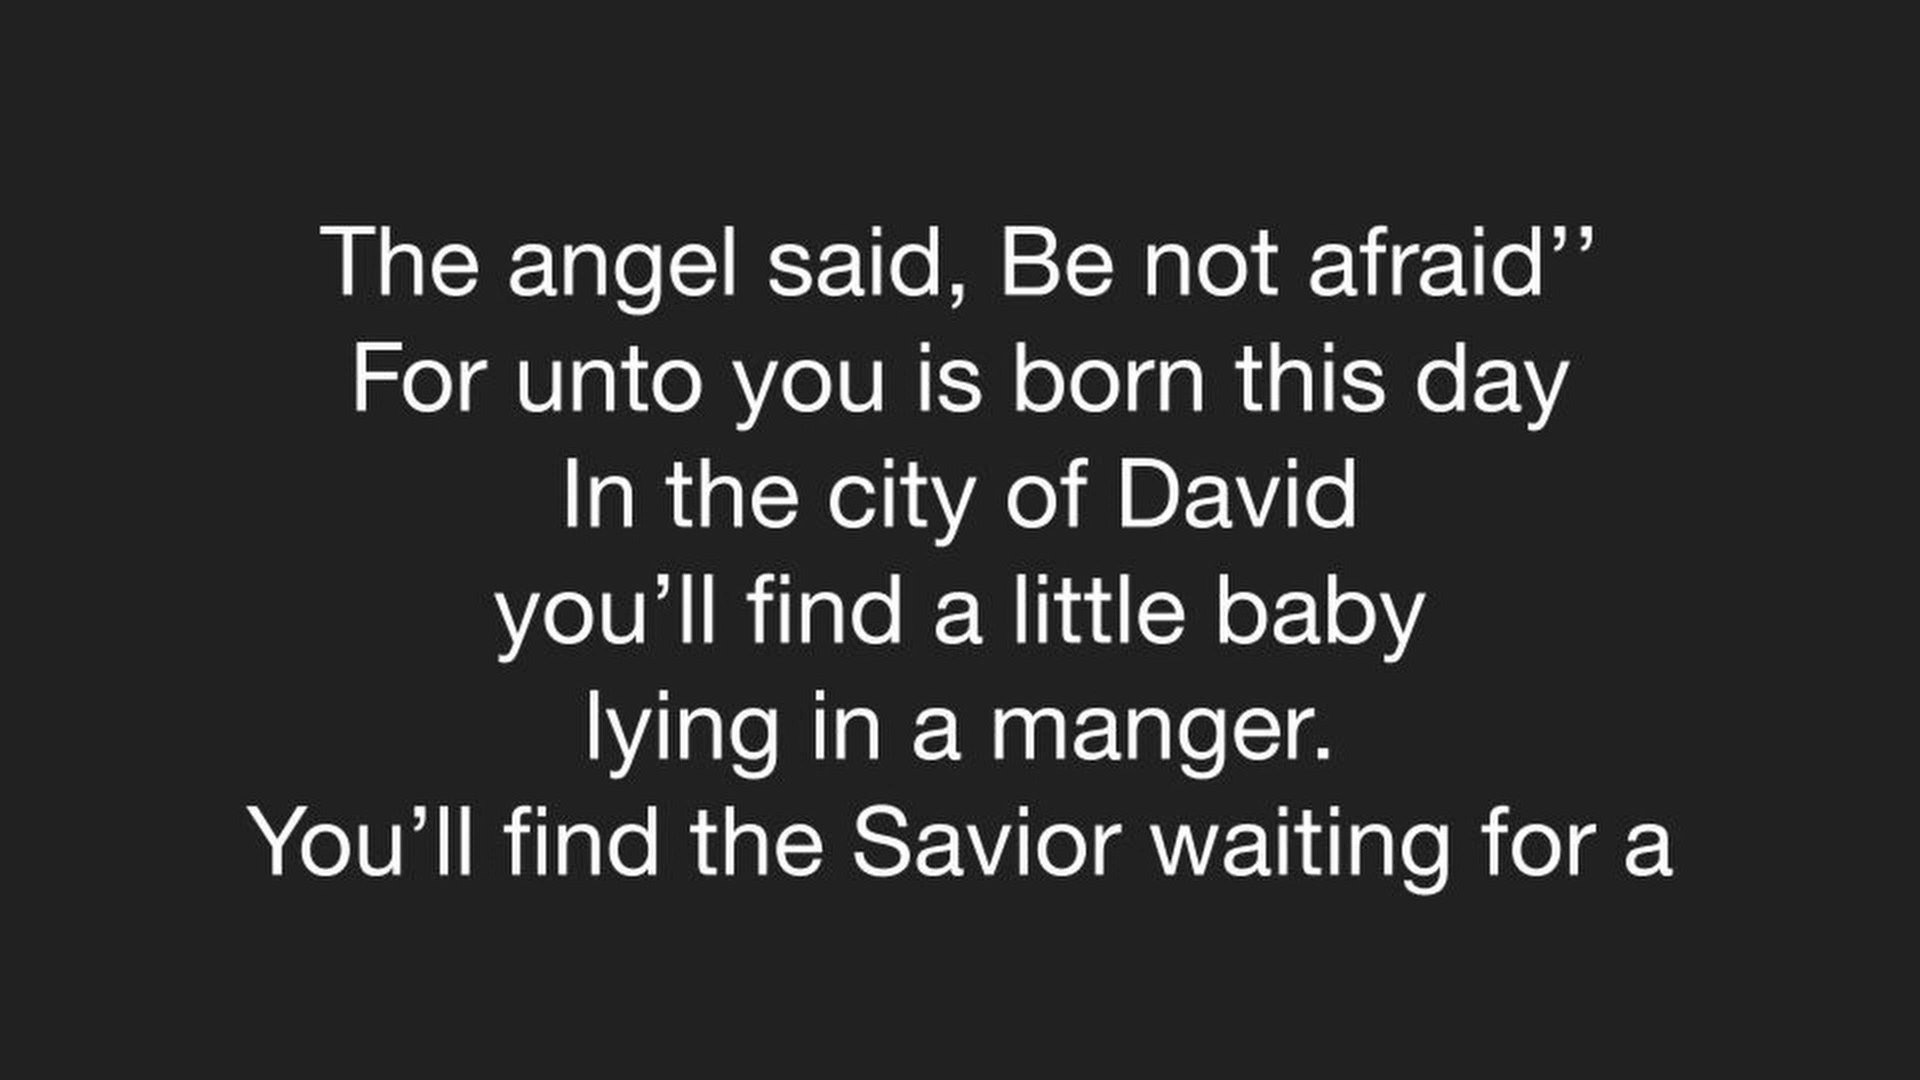 The angel said, Be not afraid’’
For unto you is born this day
In the city of David
you’ll find a little baby
lying in a manger.
You’ll find the Savior waiting for a